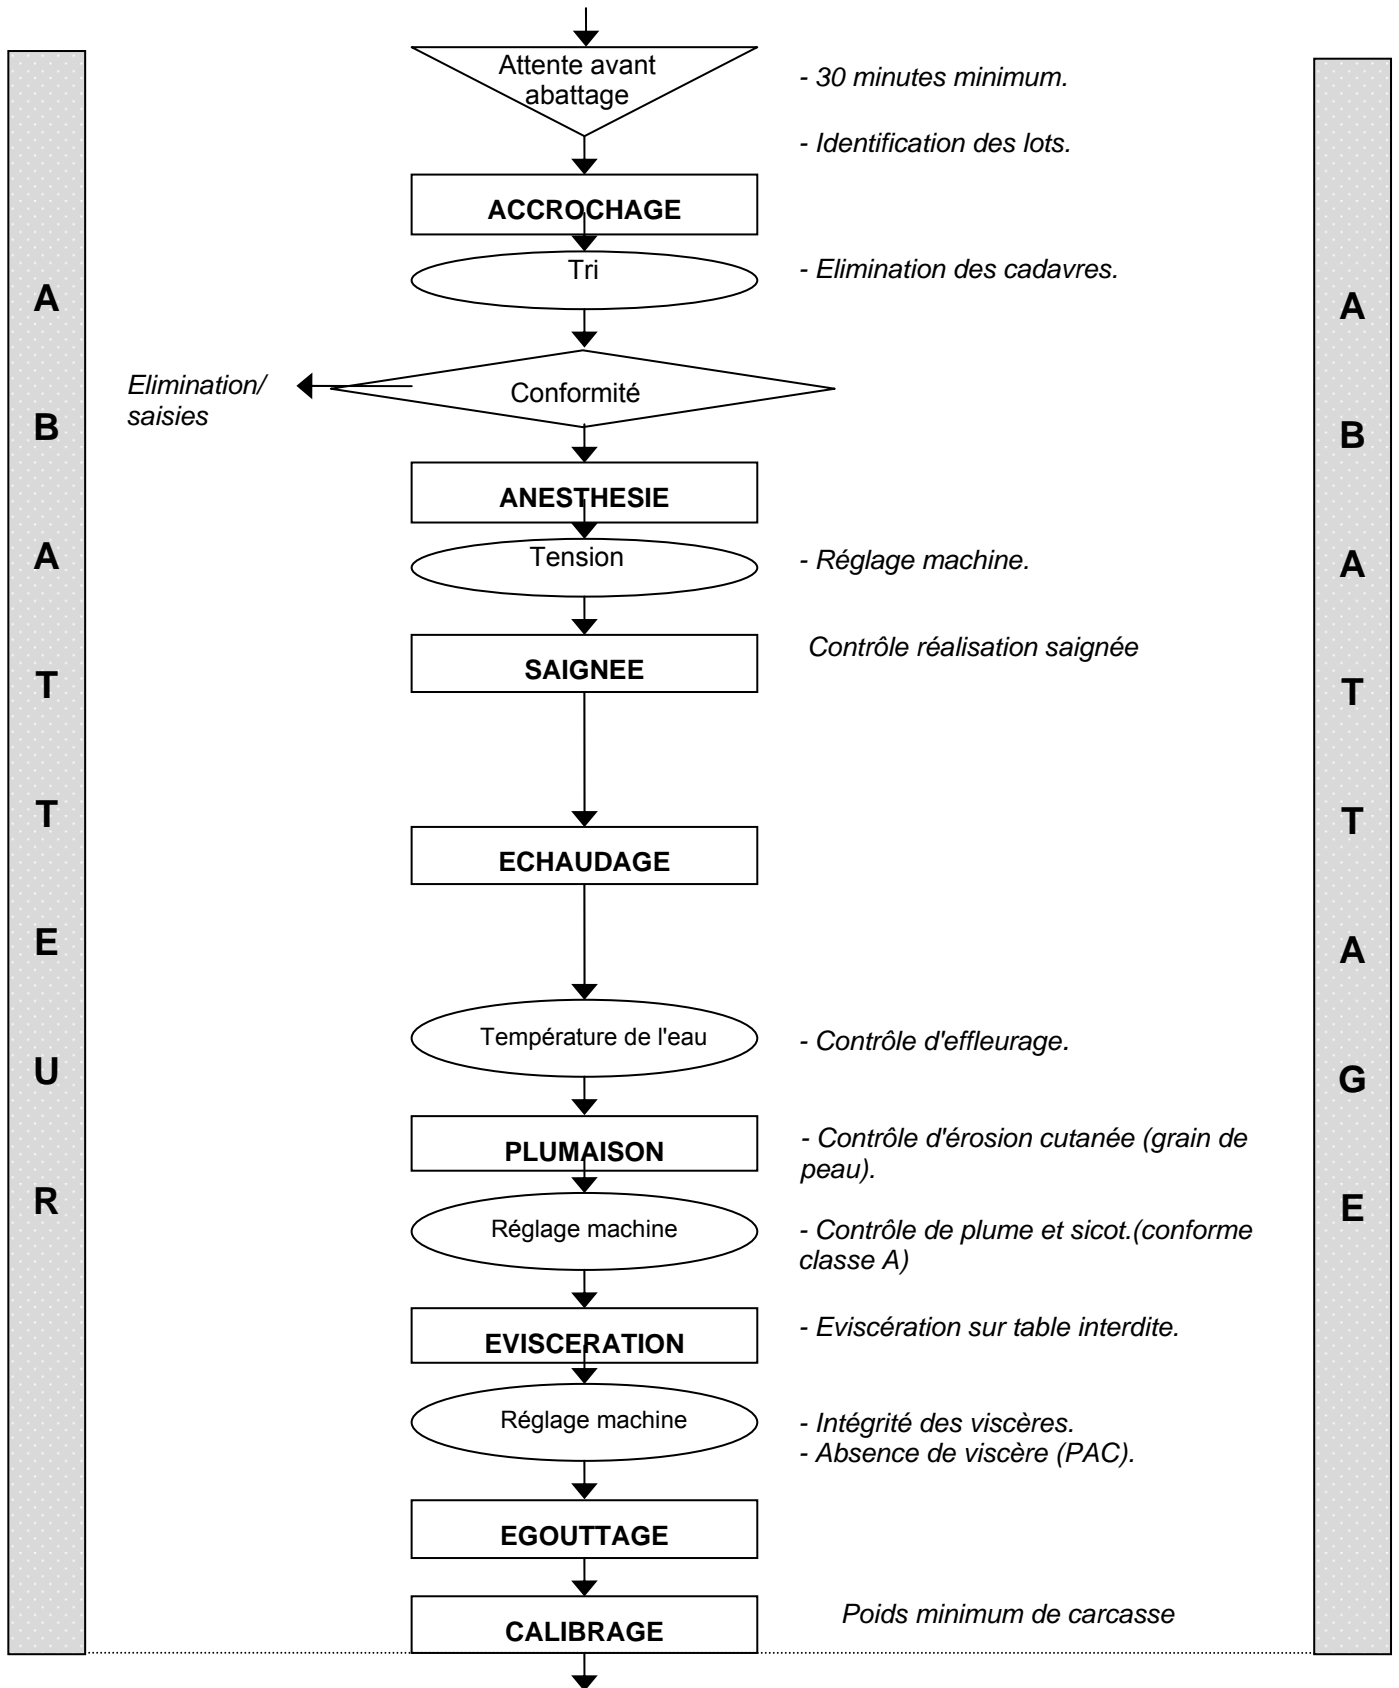 Attente avant
abattage
- 30 minutes minimum.
- Identification des lots.
ACCROCHAGE
Tri
- Elimination des cadavres.
Elimination/
saisies
Conformité
ANESTHESIE
Tension
- Réglage machine.
SAIGNEE
Contrôle réalisation saignée
ECHAUDAGE
Température de l'eau
- Contrôle d'effleurage.
PLUMAISON
- Contrôle d'érosion cutanée (grain de
peau).
Réglage machine
- Contrôle de plume et sicot.(conforme
classe A)
EVISCERATION
- Eviscération sur table interdite.
Réglage machine
- Intégrité des viscères.
- Absence de viscère (PAC).
EGOUTTAGE
CALIBRAGE
Poids minimum de carcasse
A
B
A
T
T
E
U
R
A
B
A
T
T
A
G
E